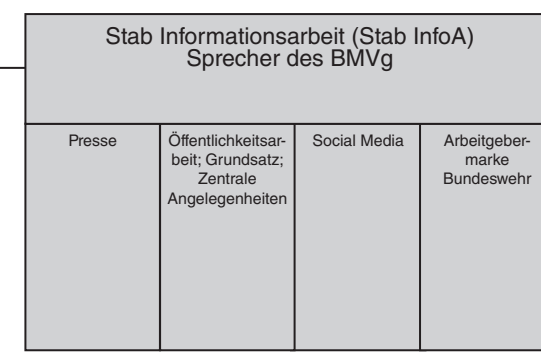 Stab Informationsarbeit (Stab InfoA)
Sprecher des BMVg
Presse
Öffentlichkeitsar-
beit; Grundsatz;
Zentrale
Angelegenheiten
Social Media
Arbeitgeber-
marke
Bundeswehr